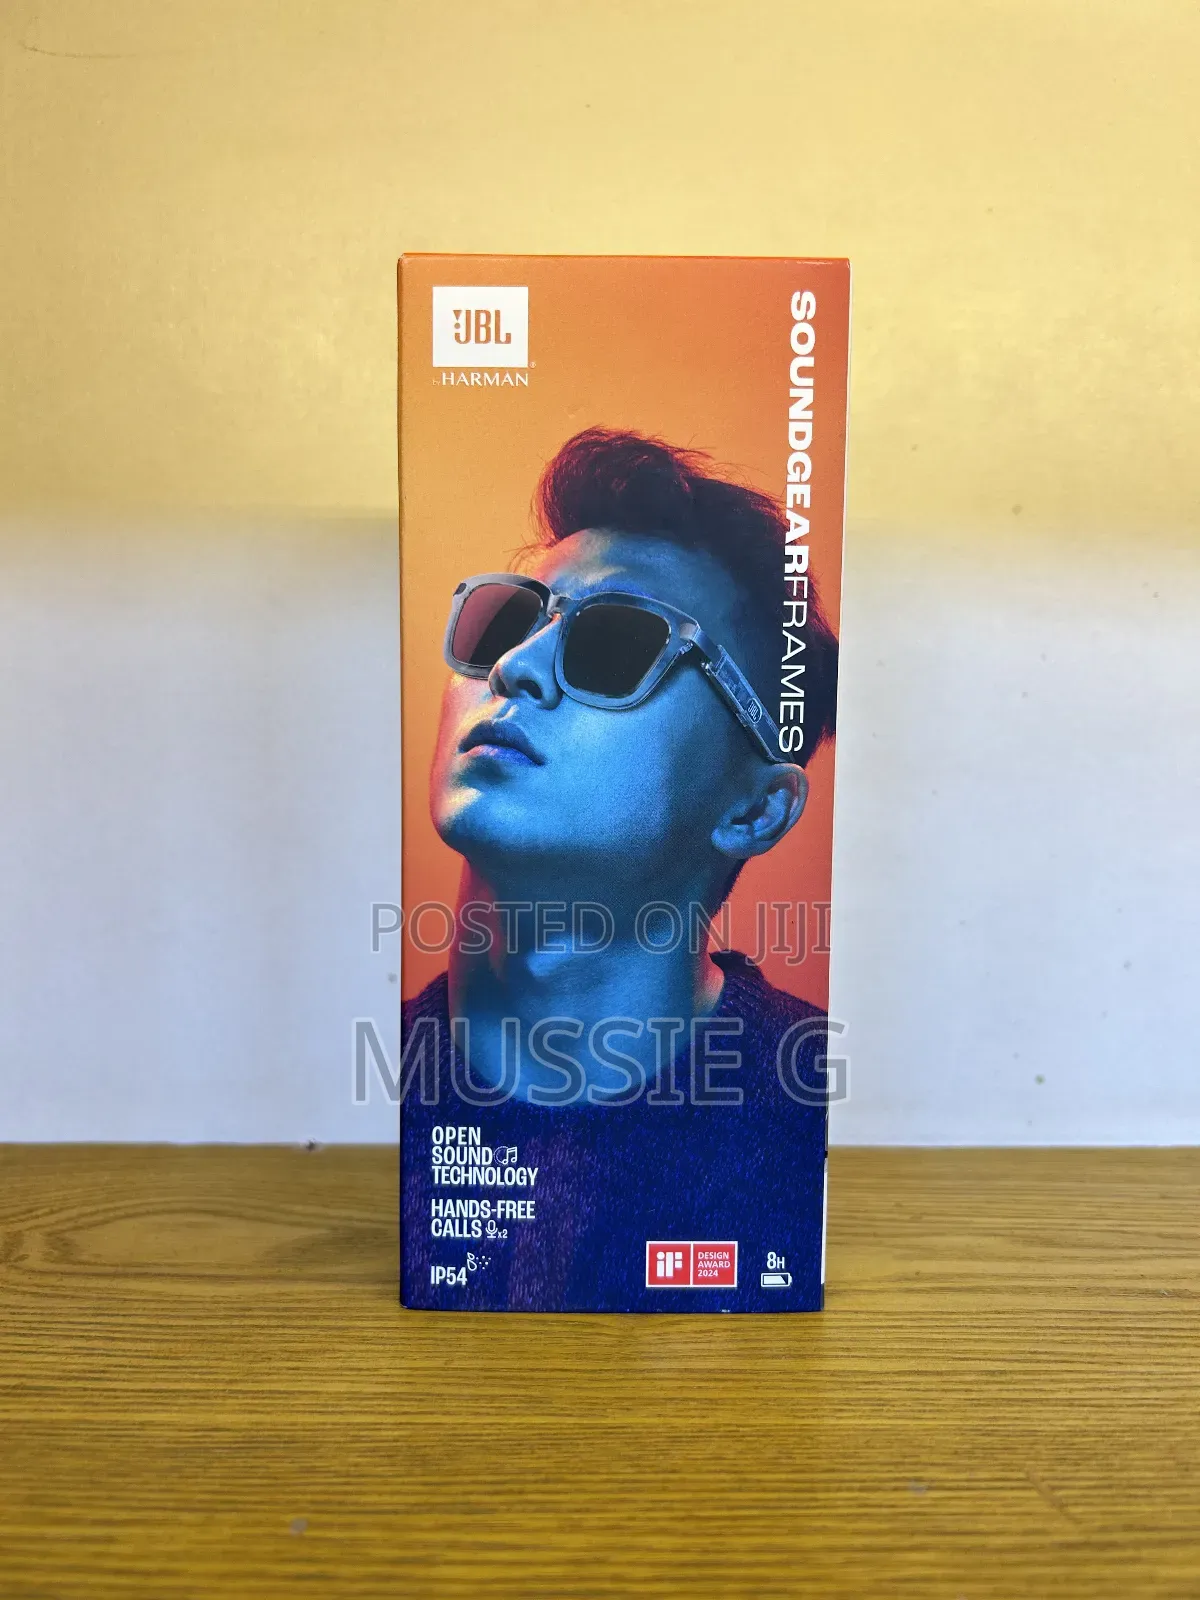 JBL
by HARMAN
SOUNDGEARFRAMES
JBL
POSTED ON JIJI
MUSSIE G
OPEN
SOUND
TECHNOLOGY
HANDS-FREE
CALLS x2
IP54
iF
DESIGN
AWARD
2024
8H